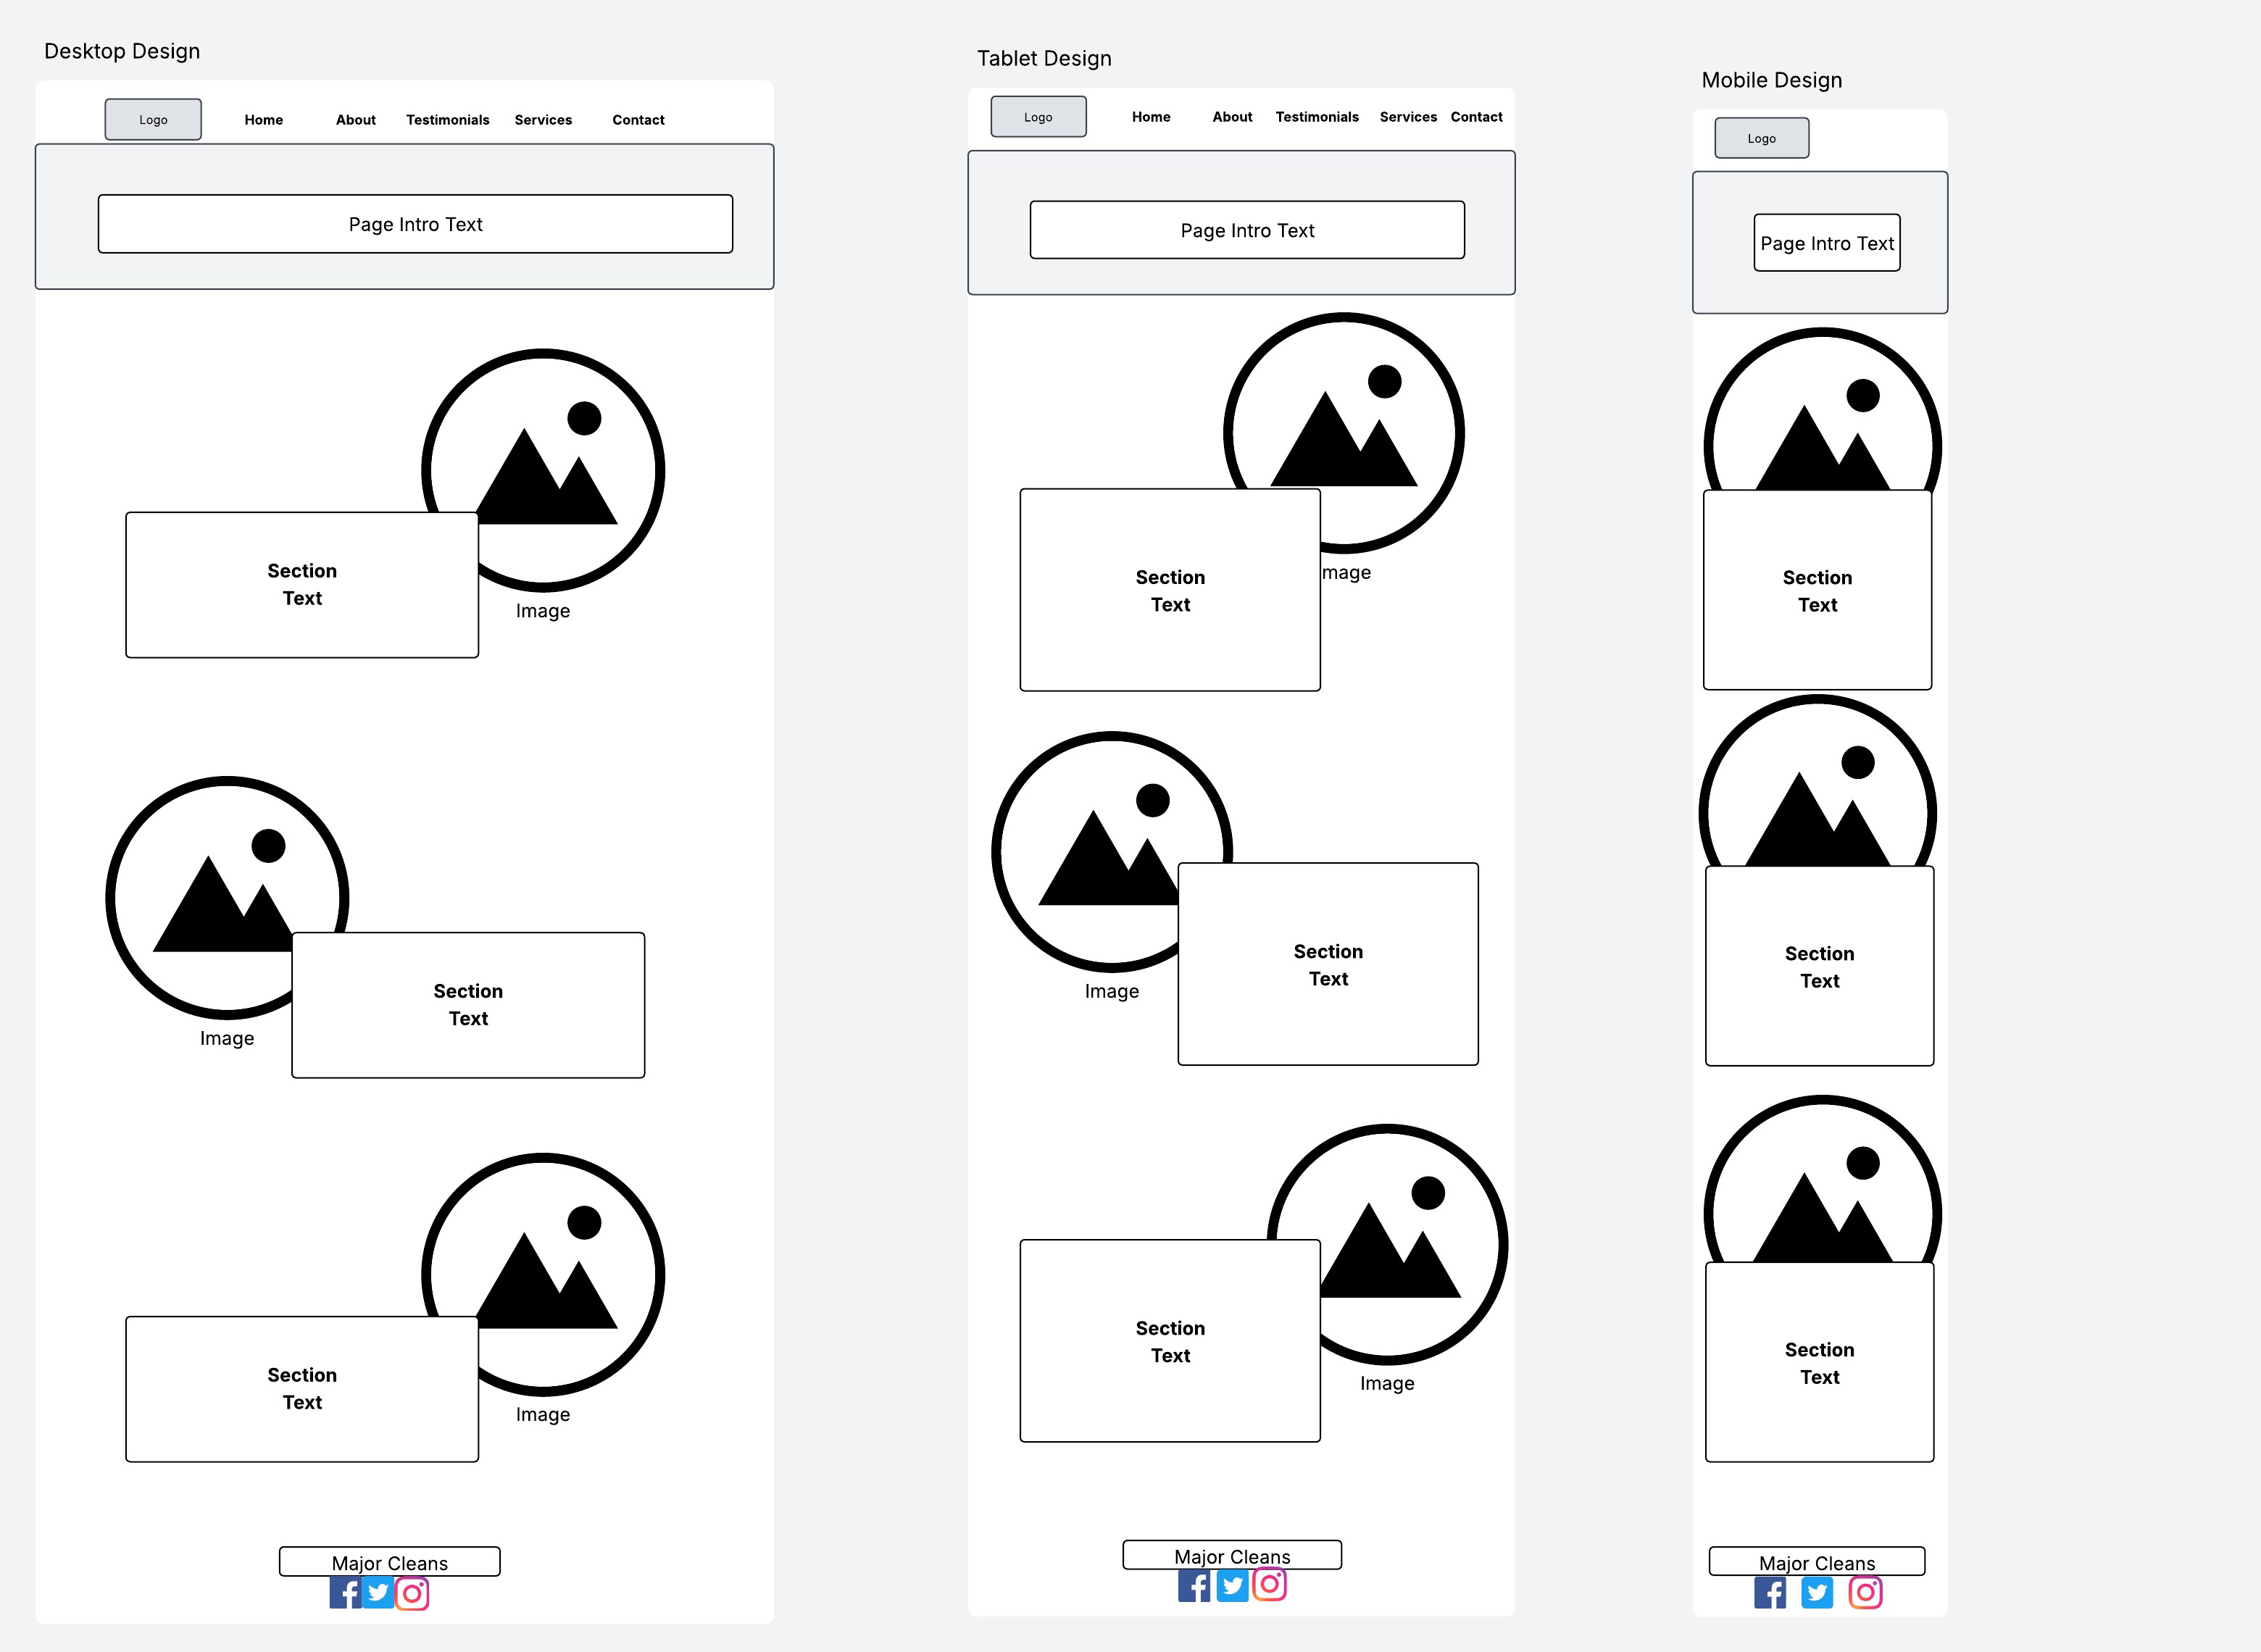 Desktop Design
Logo
Home About Testimonials Services Contact
Page Intro Text
Section
Text
Image
Image
Section
Text
Section
Text
Image
Major Cleans
Tablet Design
Logo
Home About Testimonials Services Contact
Page Intro Text
mage
Section
Text
Section
Text
Image
Section
Text
Image
Major Cleans
Mobile Design
Logo
Page Intro Text
Section
Text
Section
Text
Section
Text
Major Cleans